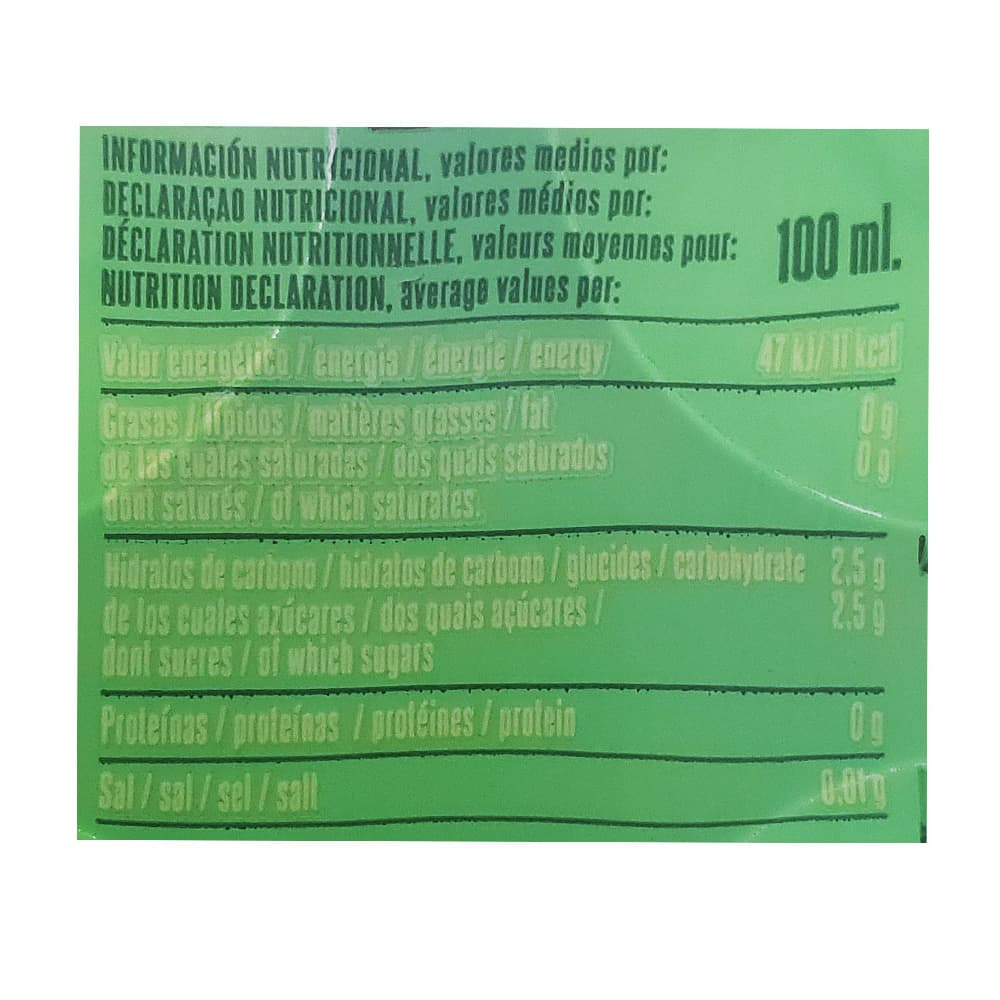 INFORMACIÓN NUTRICIONAL, valores medios por:
DECLARAÇAO NUTRICIONAL, valores médios por:
DÉCLARATION NUTRITIONNELLE, valeurs moyennes pour:
NUTRITION DECLARATION, average values per:
100 ml.
Valor energético / energia / énergie / energy 47 kJ/ 11 kcal
Grasas / lípidos / matières grasses / fat 0 g
de las cuales saturadas / dos quais saturados 0 g
dont saturés / of which saturates.
Hidratos de carbono / hidratos de carbono / glucides / carbohydrate 2,5 g
de los cuales azúcares / dos quais açúcares / 2,5 g
dont sucres / of which sugars
Proteínas / proteínas / protéines / protein 0 g
Sal / sal / sel / salt 0,01 g